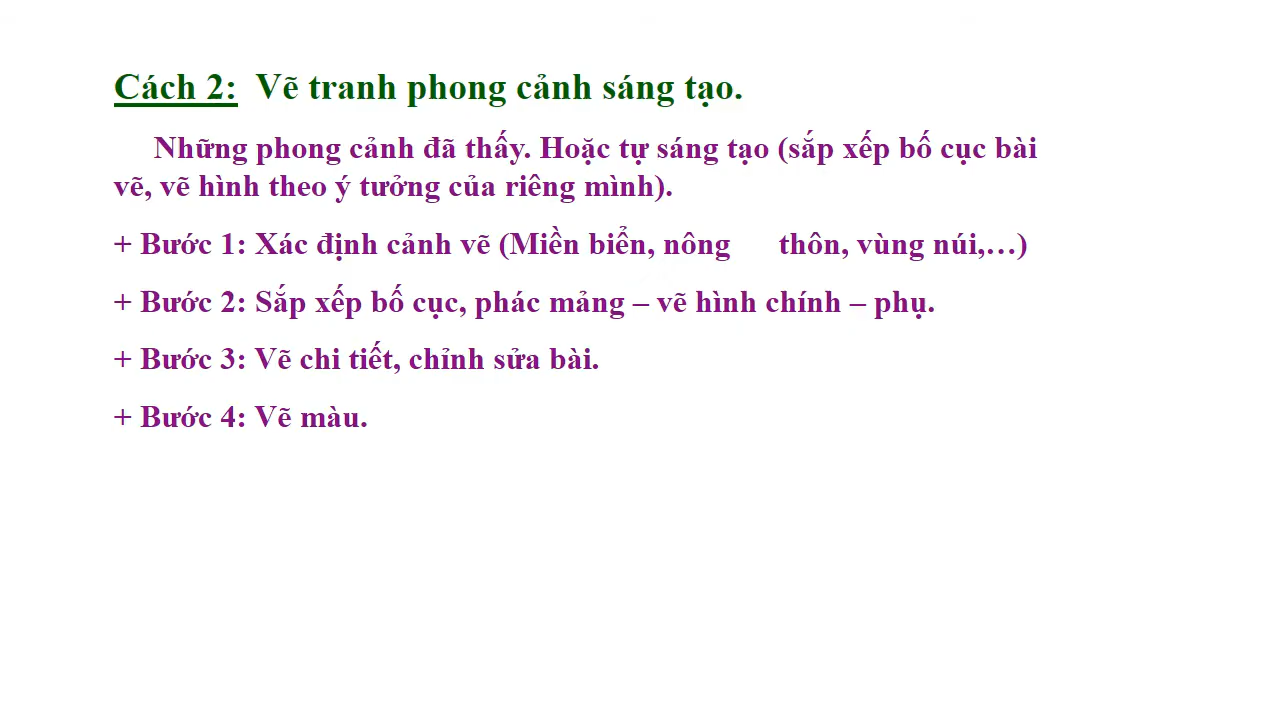 Cách 2: Vẽ tranh phong cảnh sáng tạo.
Những phong cảnh đã thấy. Hoặc tự sáng tạo (sắp xếp bố cục bài
vẽ, vẽ hình theo ý tưởng của riêng mình).
+ Bước 1: Xác định cảnh vẽ (Miền biển, nông thôn, vùng núi,…)
+ Bước 2: Sắp xếp bố cục, phác mảng – vẽ hình chính – phụ.
+ Bước 3: Vẽ chi tiết, chỉnh sửa bài.
+ Bước 4: Vẽ màu.